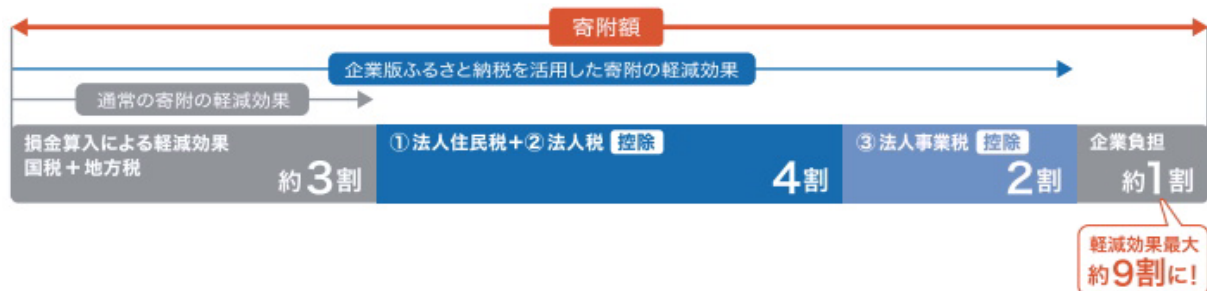 寄附額
企業版ふるさと納税を活用した寄附の軽減効果
通常の寄附の軽減効果
損金算入による軽減効果
国税+地方税
約3割
①法人住民税+②法人税 控除
4割
③法人事業税 控除
2割
企業負担
約1割
軽減効果最大
約9割に!